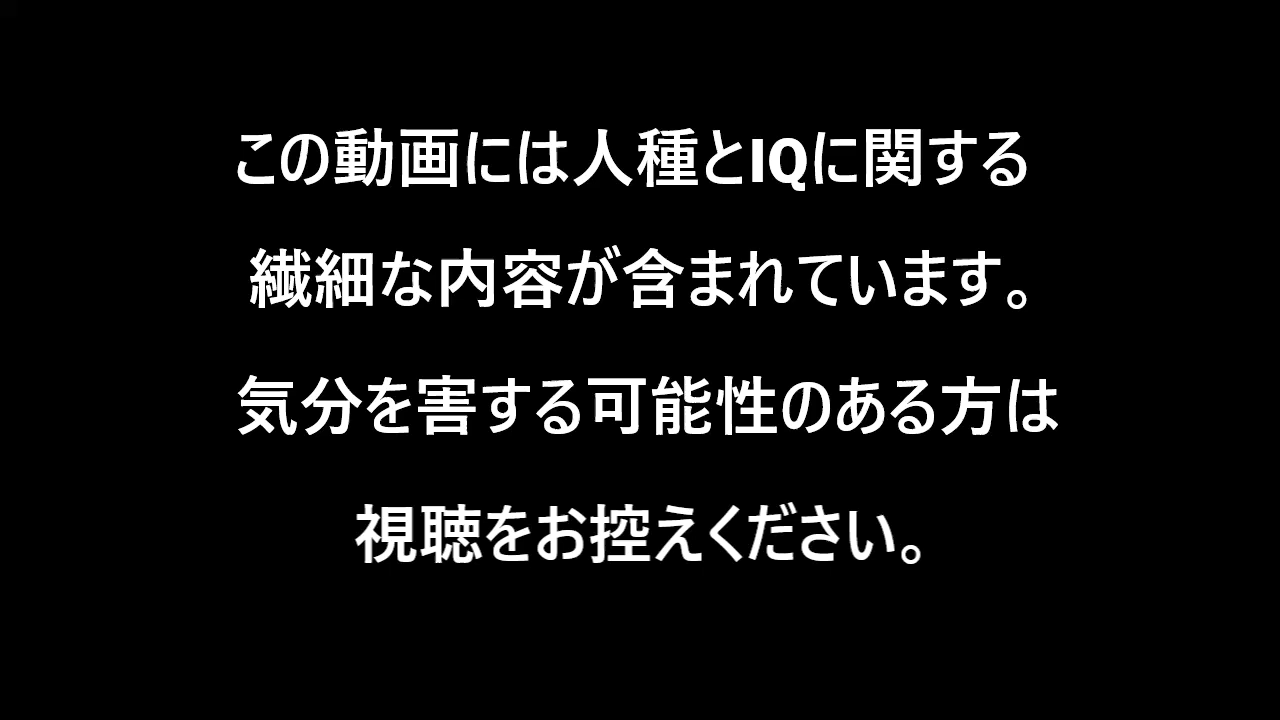 この動画には人種とIQに関する
繊細な内容が含まれています。
気分を害する可能性のある方は
視聴をお控えください。